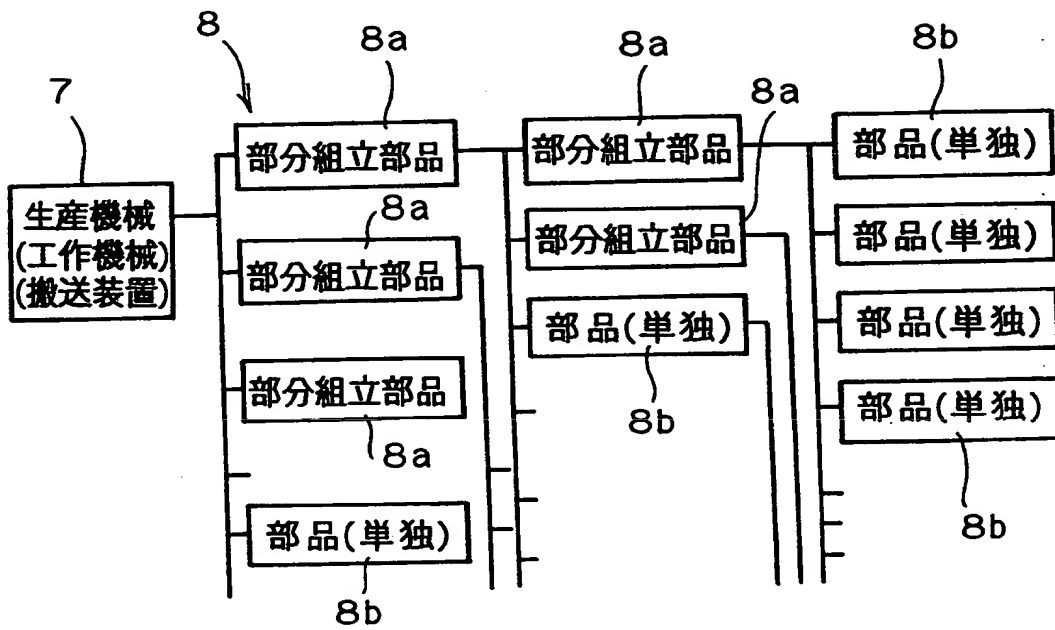 8
8a
8a
8b
7
8a
部分組立部品
部分組立部品
部品(単独)
生産機械
(工作機械)
(搬送装置)
8a
部分組立部品
部分組立部品
部品(単独)
部品(単独)
部品(単独)
部分組立部品
8a
8b
部品(単独)
部品(単独)
8b
8b